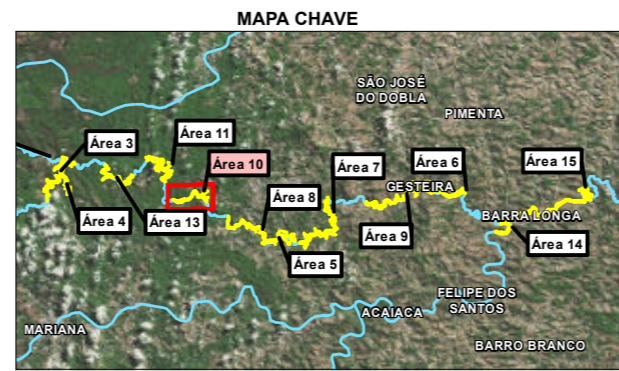 MAPA CHAVE
SÃO JOSÉ
DO DOBLA
PIMENTA
Área 3
Área 11
Área 10
Área 7
Área 6
Área 15
GESTEIRA
Área 8
Área 4
Área 13
BARRA LONGA
Área 9
Área 14
Área 5
FELIPE DOS
SANTOS
ACAIACA
MARIANA
BARRO BRANCO